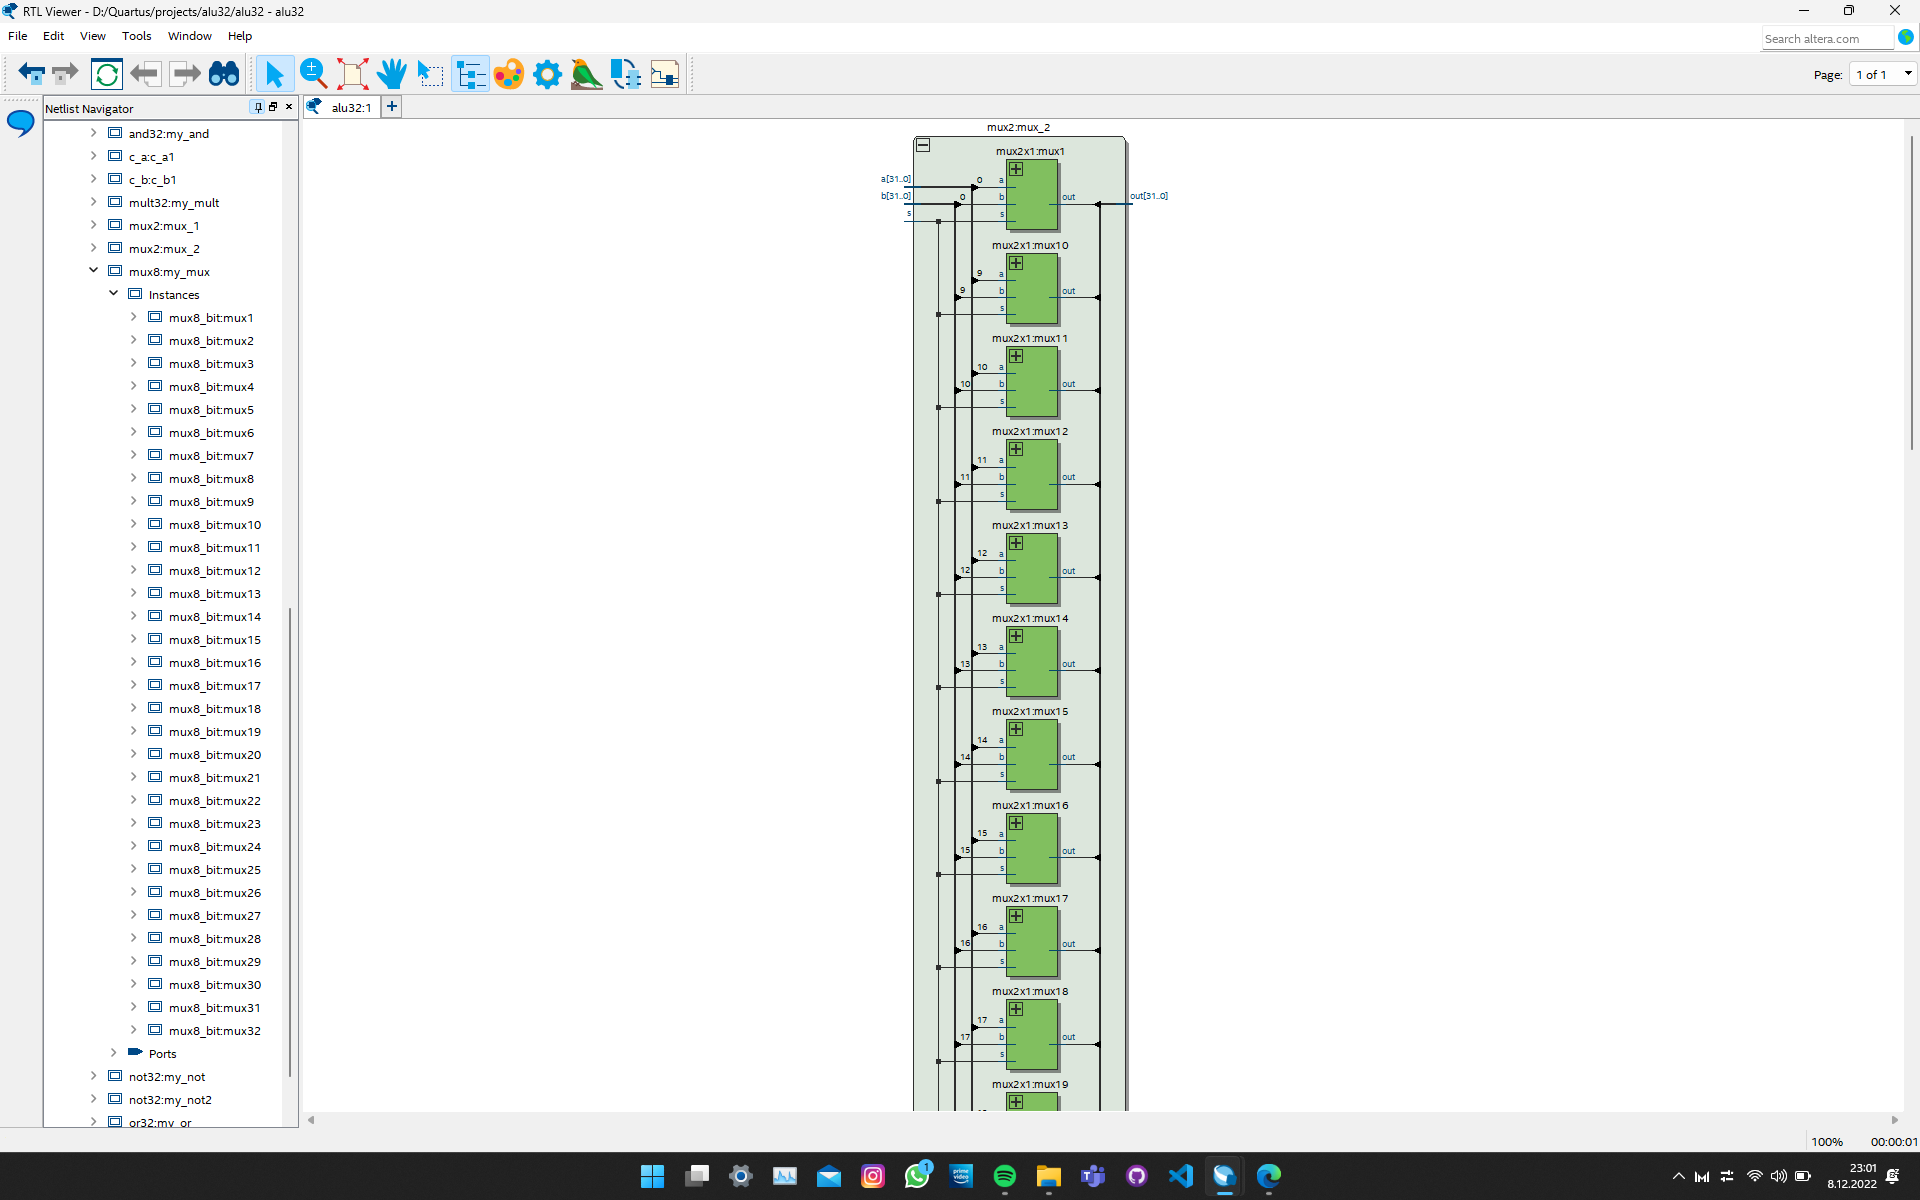 RTL Viewer - D:/Quartus/projects/alu32/alu32 - alu32
File Edit View Tools Window Help
Search altera.com
Page: 1 of 1
Netlist Navigator
alu32:1
and32:my_and
c_a:c_a1
c_b:c_b1
mult32:my_mult
mux2:mux_1
mux2:mux_2
mux8:my_mux
Instances
mux8_bit:mux1
mux8_bit:mux2
mux8_bit:mux3
mux8_bit:mux4
mux8_bit:mux5
mux8_bit:mux6
mux8_bit:mux7
mux8_bit:mux8
mux8_bit:mux9
mux8_bit:mux10
mux8_bit:mux11
mux8_bit:mux12
mux8_bit:mux13
mux8_bit:mux14
mux8_bit:mux15
mux8_bit:mux16
mux8_bit:mux17
mux8_bit:mux18
mux8_bit:mux19
mux8_bit:mux20
mux8_bit:mux21
mux8_bit:mux22
mux8_bit:mux23
mux8_bit:mux24
mux8_bit:mux25
mux8_bit:mux26
mux8_bit:mux27
mux8_bit:mux28
mux8_bit:mux29
mux8_bit:mux30
mux8_bit:mux31
mux8_bit:mux32
Ports
not32:my_not
not32:my_not2
or32:my_or
mux2:mux_2
mux2x1:mux1
a[31..0] 0 a
b[31..0] 0 b out out[31..0]
s s
mux2x1:mux10
9 a
9 b out
s
mux2x1:mux11
10 a
10 b out
s
mux2x1:mux12
11 a
11 b out
s
mux2x1:mux13
12 a
12 b out
s
mux2x1:mux14
13 a
13 b out
s
mux2x1:mux15
14 a
14 b out
s
mux2x1:mux16
15 a
15 b out
s
mux2x1:mux17
16 a
16 b out
s
mux2x1:mux18
17 a
17 b out
s
mux2x1:mux19
100% 00:00:01
1
prime video
23:01
8.12.2022